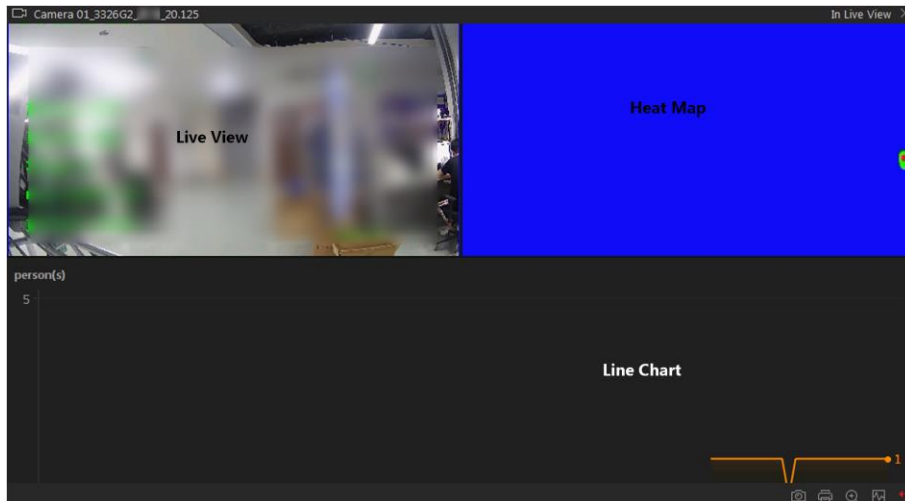 Camera 01_3326G2_
_20.125
In Live View
Live View
Heat Map
person(s)
5
Line Chart
1